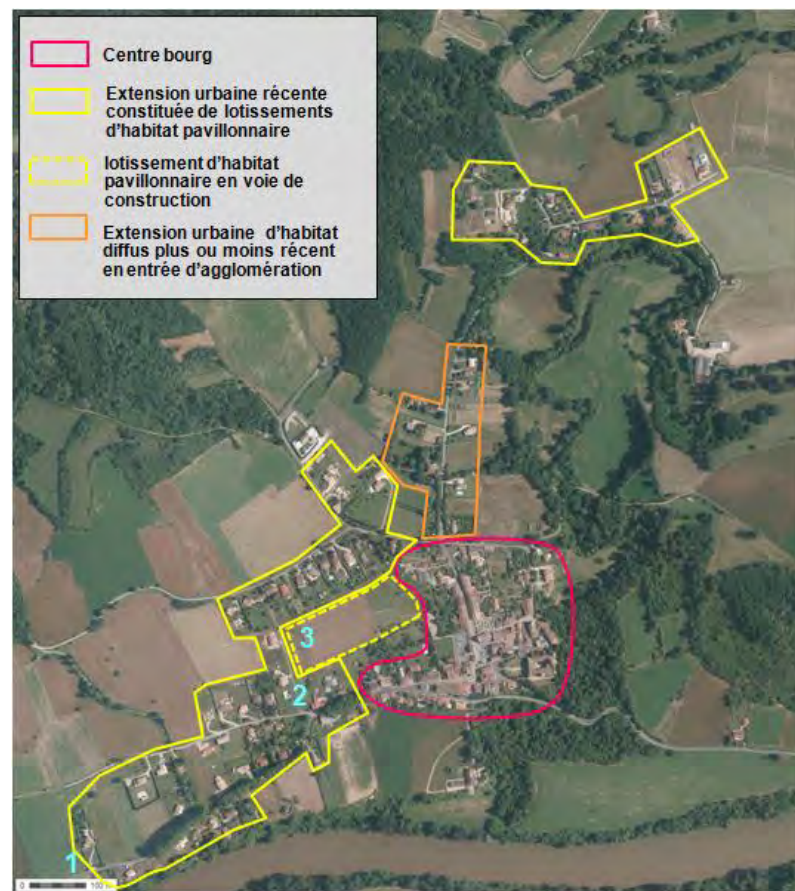 Centre bourg
Extension urbaine récente
constituée de lotissements
d'habitat pavillonnaire
lotissement d'habitat
pavillonnaire en voie de
construction
Extension urbaine d'habitat
diffus plus ou moins récent
en entrée d'agglomération
3
2
1
0 100 m